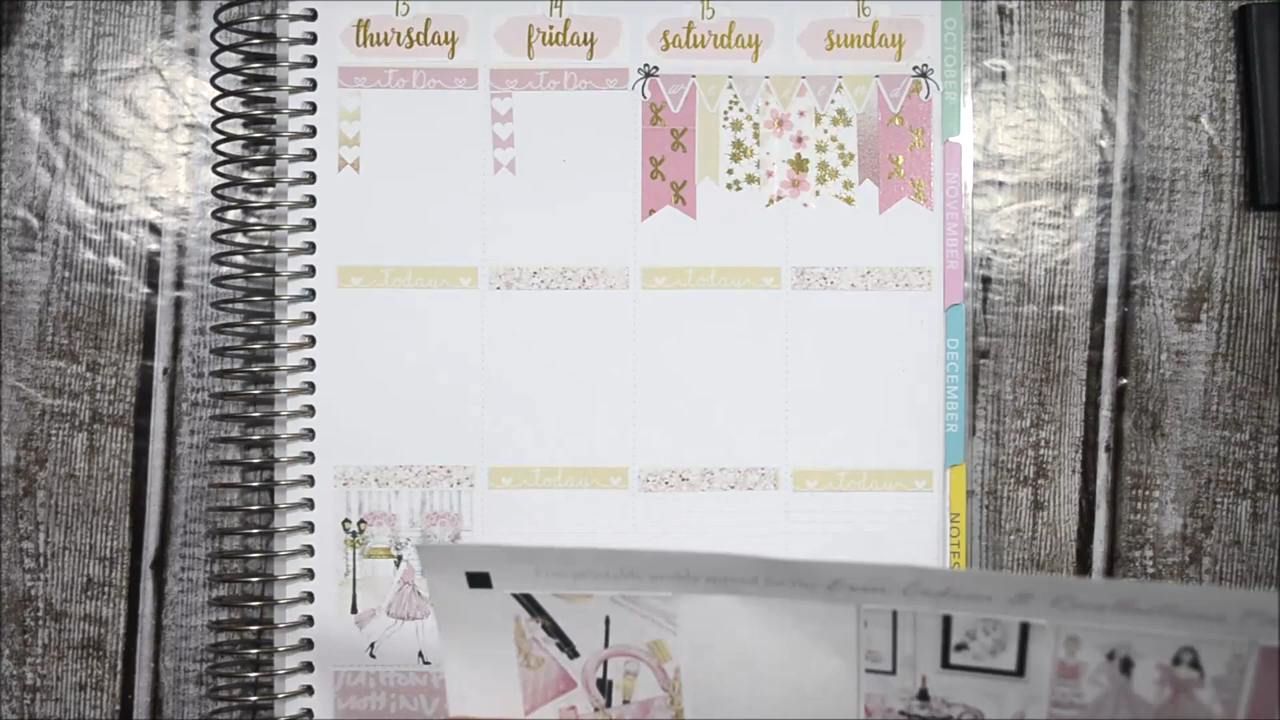 13 14 15 16
thursday friday saturday sunday
to Do to Do
weekend
Today Today
Today Today
OCTOBER
NOVEMBER
DECEMBER
NOTES